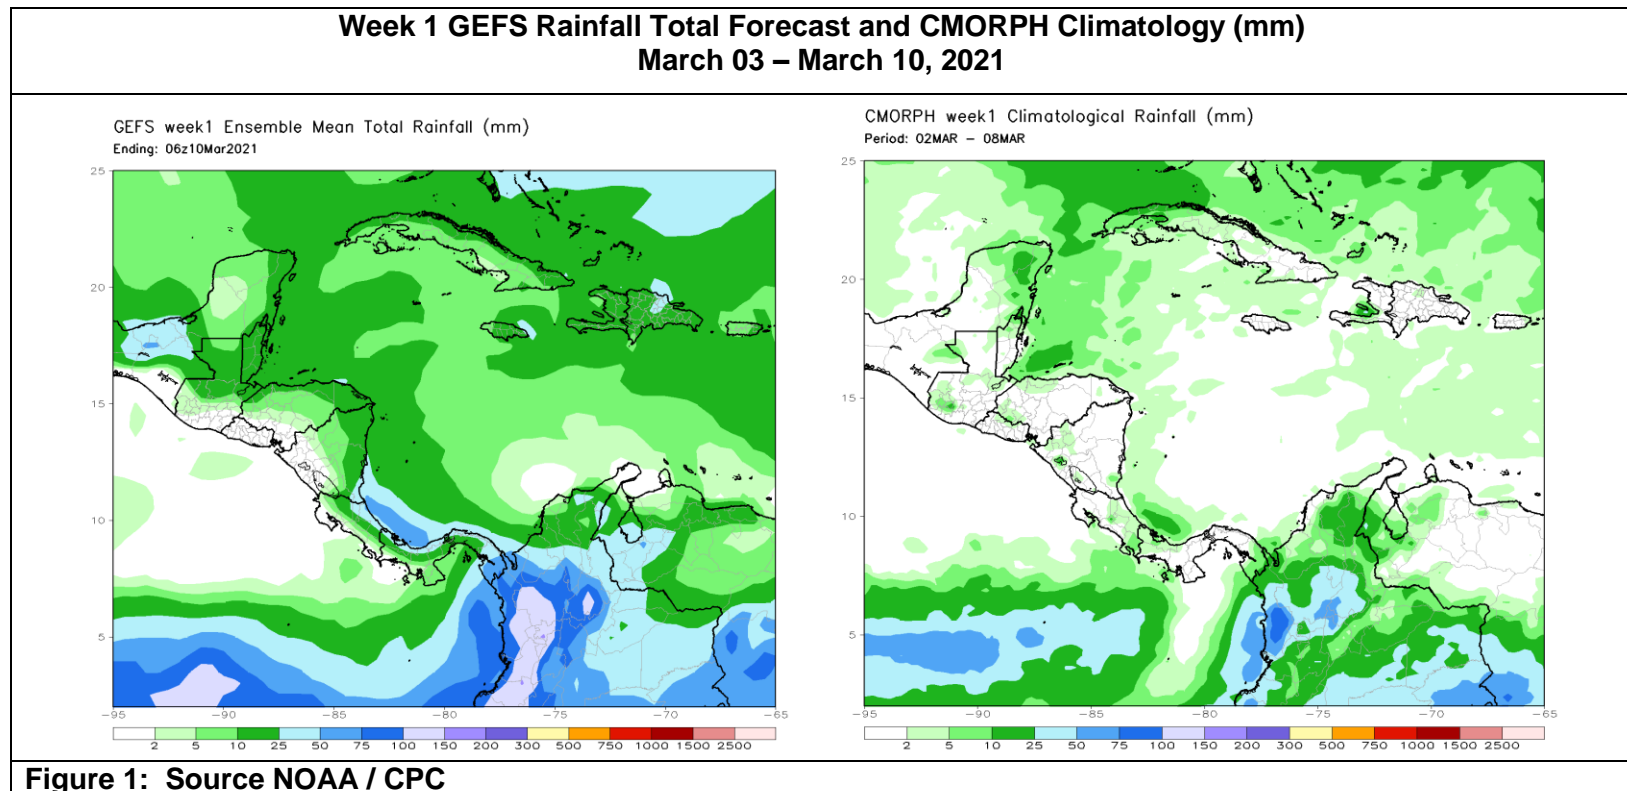 Week 1 GEFS Rainfall Total Forecast and CMORPH Climatology (mm)
March 03 – March 10, 2021
GEFS week1 Ensemble Mean Total Rainfall (mm)
Ending: 06z10Mar2021
25
20
15
10
5
-95 -90 -85 -80 -75 -70 -65
2 5 10 25 50 75 100 150 200 300 500 750 1000 1500 2500
CMORPH week1 Climatological Rainfall (mm)
Period: 02MAR – 08MAR
25
20
15
10
5
-95 -90 -85 -80 -75 -70 -65
2 5 10 25 50 75 100 150 200 300 500 750 1000 1500 2500
Figure 1: Source NOAA / CPC